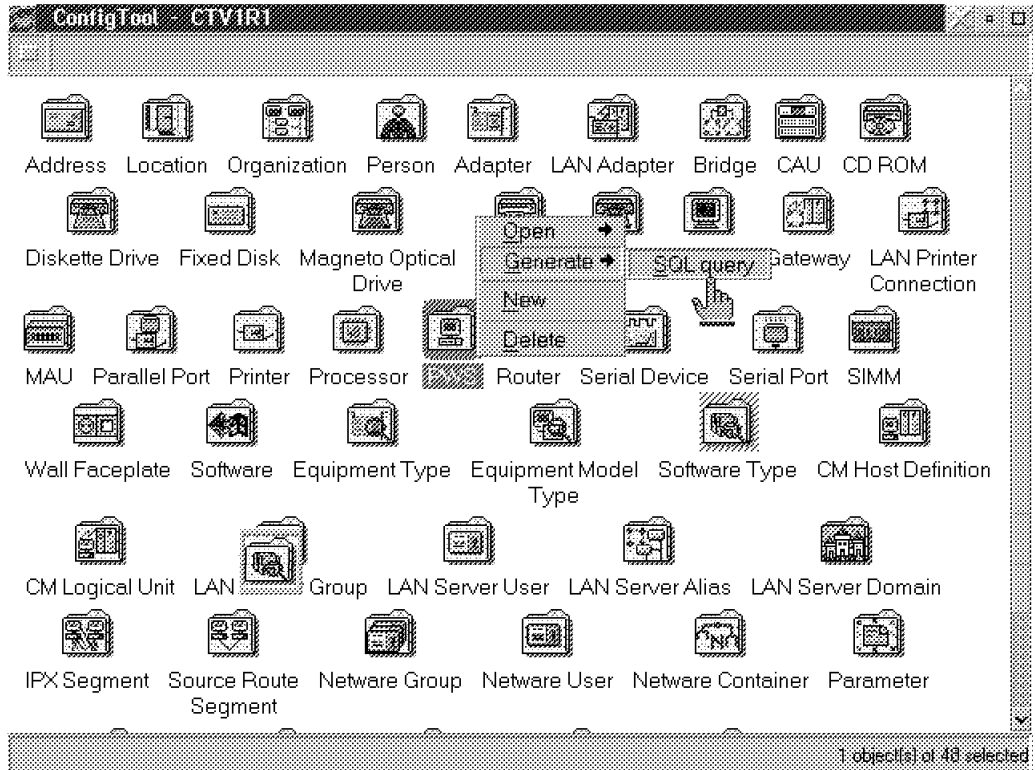 ConfigTool - CTV1R1
Address Location Organization Person Adapter LAN Adapter Bridge CAU CD ROM
Open
Generate
SQL query
New
Delete
Diskette Drive Fixed Disk Magneto Optical Drive Gateway LAN Printer Connection
MAU Parallel Port Printer Processor Router Serial Device Serial Port SIMM
Wall Faceplate Software Equipment Type Equipment Model Type Software Type CM Host Definition
CM Logical Unit LAN Group LAN Server User LAN Server Alias LAN Server Domain
IPX Segment Source Route Segment Netware Group Netware User Netware Container Parameter
1 object(s) of 48 selected